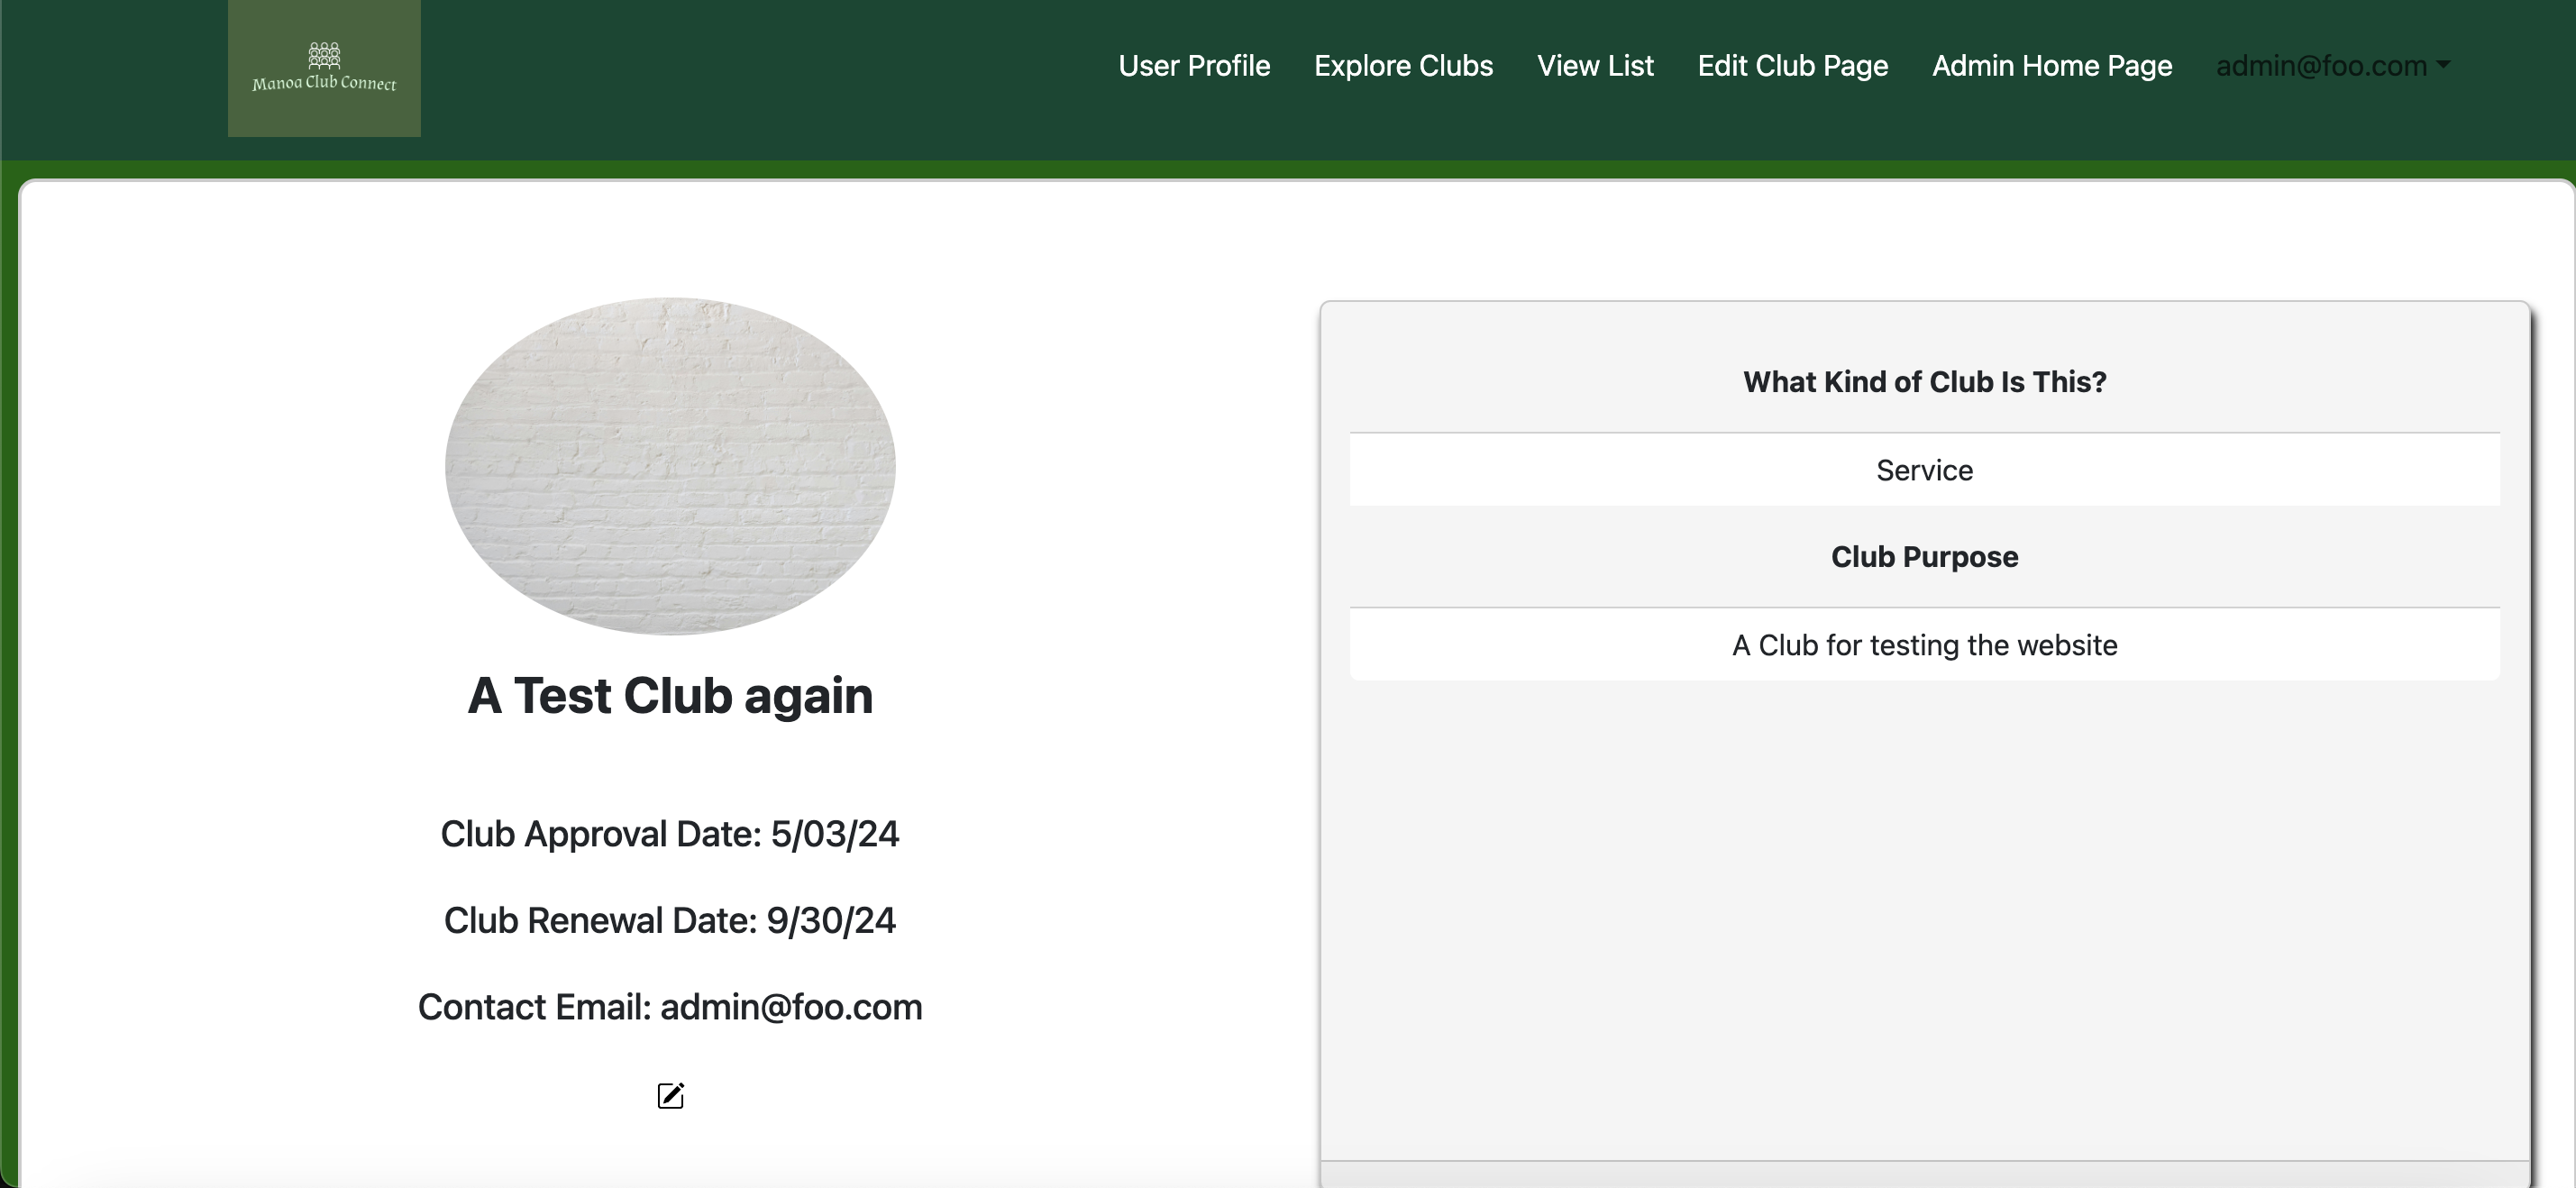 Manoa Club Connect
User Profile Explore Clubs View List Edit Club Page Admin Home Page admin@foo.com
A Test Club again
Club Approval Date: 5/03/24
Club Renewal Date: 9/30/24
Contact Email: admin@foo.com
What Kind of Club Is This?
Service
Club Purpose
A Club for testing the website